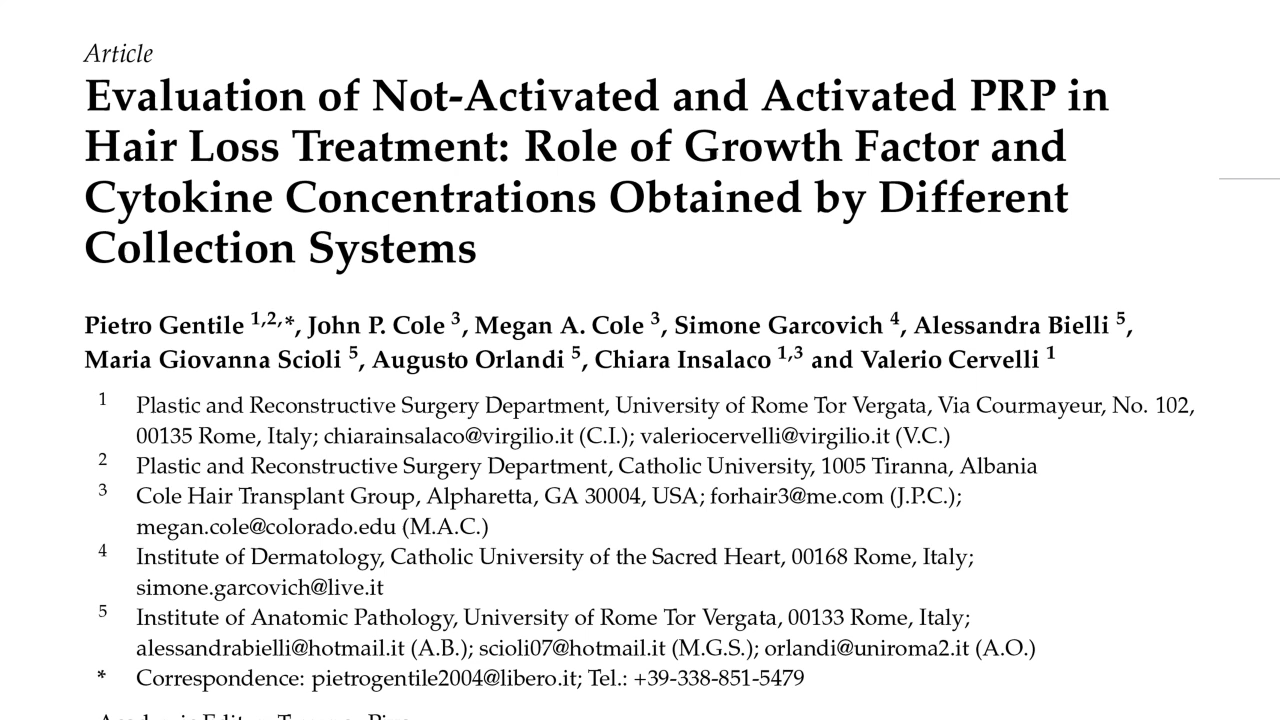 Article
Evaluation of Not-Activated and Activated PRP in
Hair Loss Treatment: Role of Growth Factor and
Cytokine Concentrations Obtained by Different
Collection Systems
Pietro Gentile 1,2,*, John P. Cole 3, Megan A. Cole 3, Simone Garcovich 4, Alessandra Bielli 5,
Maria Giovanna Scioli 5, Augusto Orlandi 5, Chiara Insalaco 1,3 and Valerio Cervelli 1
1 Plastic and Reconstructive Surgery Department, University of Rome Tor Vergata, Via Courmayeur, No. 102,
00135 Rome, Italy; chiarainsalaco@virgilio.it (C.I.); valeriocervelli@virgilio.it (V.C.)
2 Plastic and Reconstructive Surgery Department, Catholic University, 1005 Tiranna, Albania
3 Cole Hair Transplant Group, Alpharetta, GA 30004, USA; forhair3@me.com (J.P.C.);
megan.cole@colorado.edu (M.A.C.)
4 Institute of Dermatology, Catholic University of the Sacred Heart, 00168 Rome, Italy;
simone.garcovich@live.it
5 Institute of Anatomic Pathology, University of Rome Tor Vergata, 00133 Rome, Italy;
alessandrabielli@hotmail.it (A.B.); scioli07@hotmail.it (M.G.S.); orlandi@uniroma2.it (A.O.)
* Correspondence: pietrogentile2004@libero.it; Tel.: +39-338-851-5479